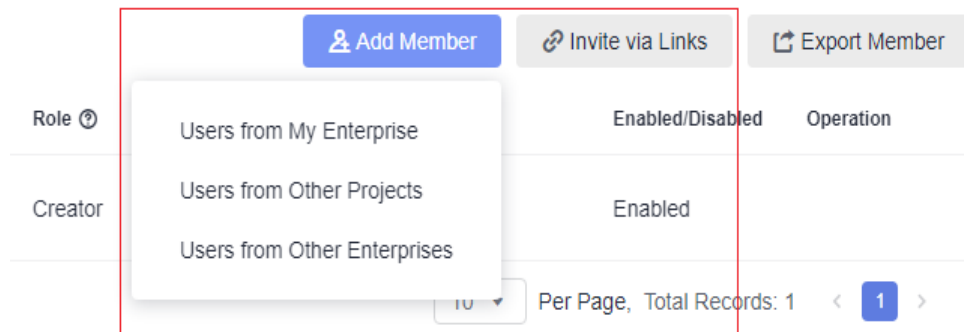 Add Member Invite via Links Export Member
Role Enabled/Disabled Operation
Users from My Enterprise
Users from Other Projects
Creator Enabled
Users from Other Enterprises
10 Per Page, Total Records: 1 < 1 >